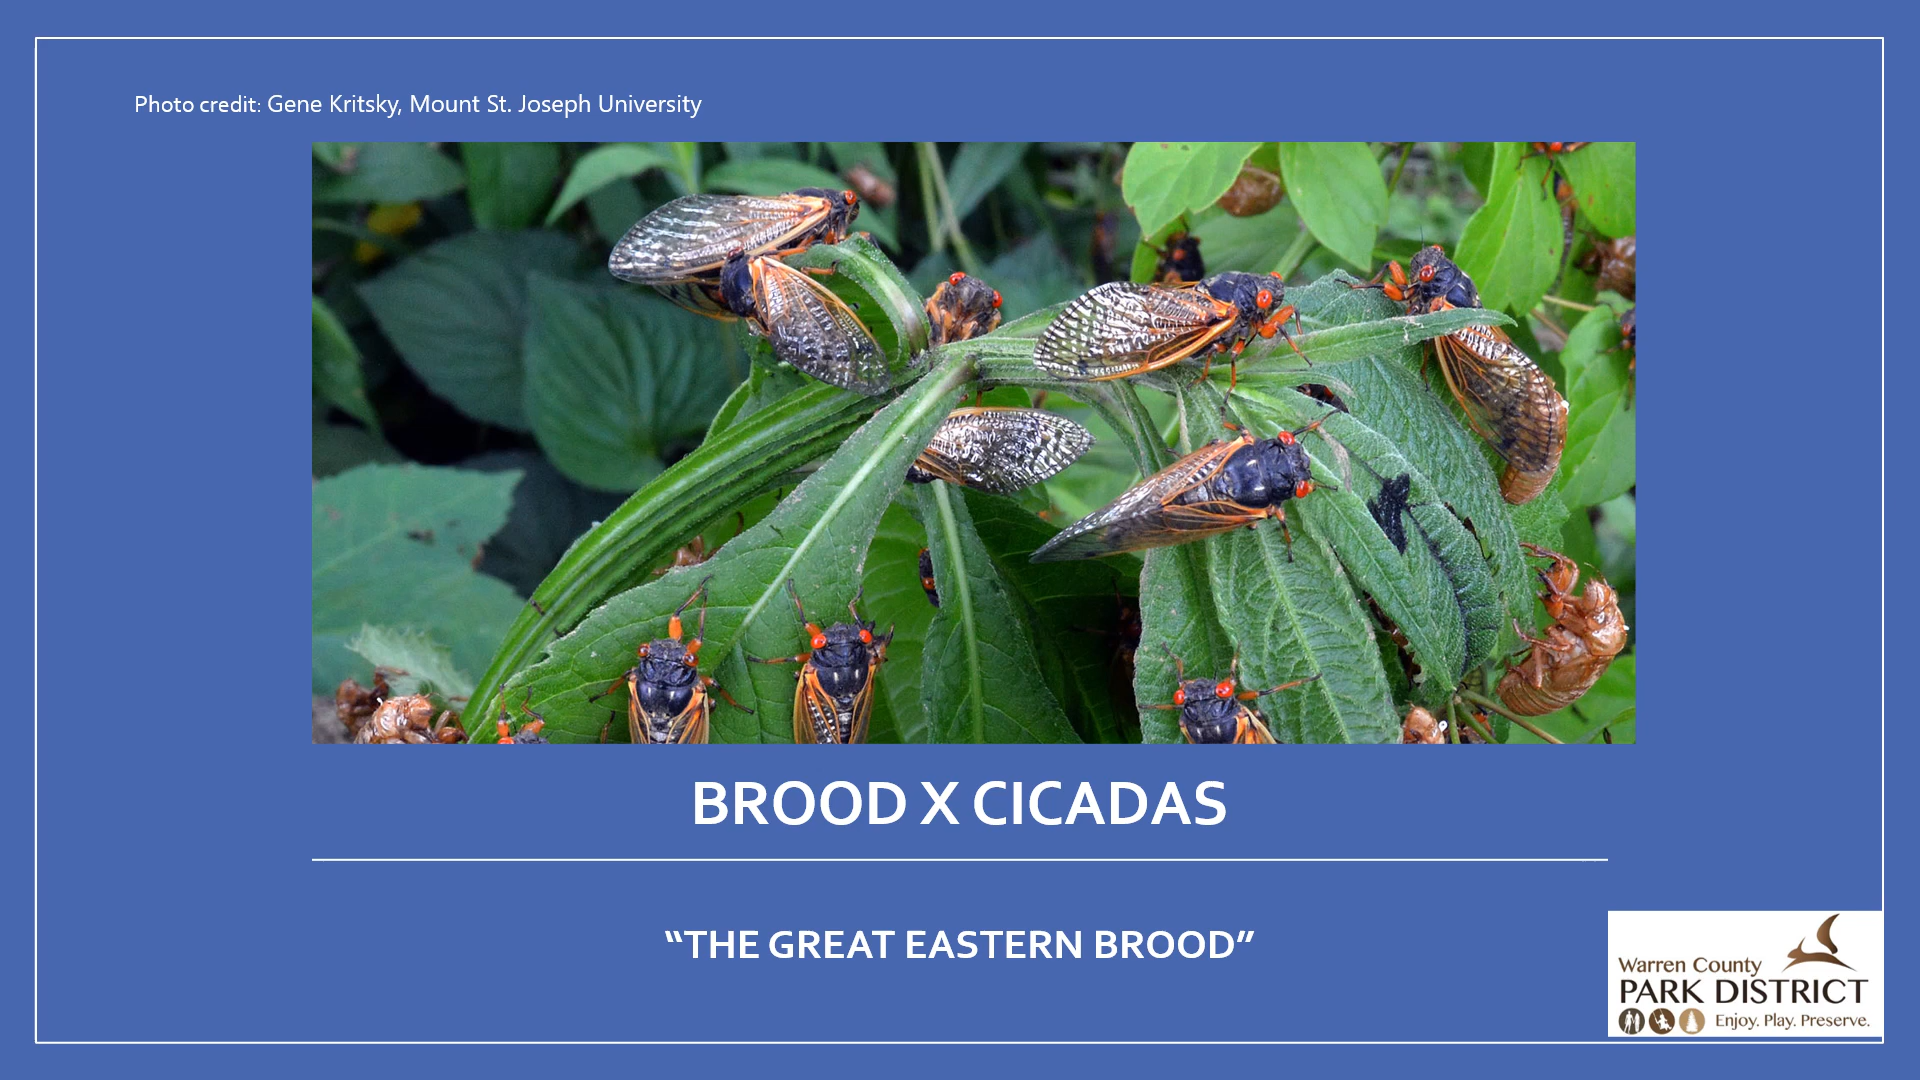 Photo credit: Gene Kritsky, Mount St. Joseph University
BROOD X CICADAS
“THE GREAT EASTERN BROOD”
Warren County
PARK DISTRICT
Enjoy. Play. Preserve.